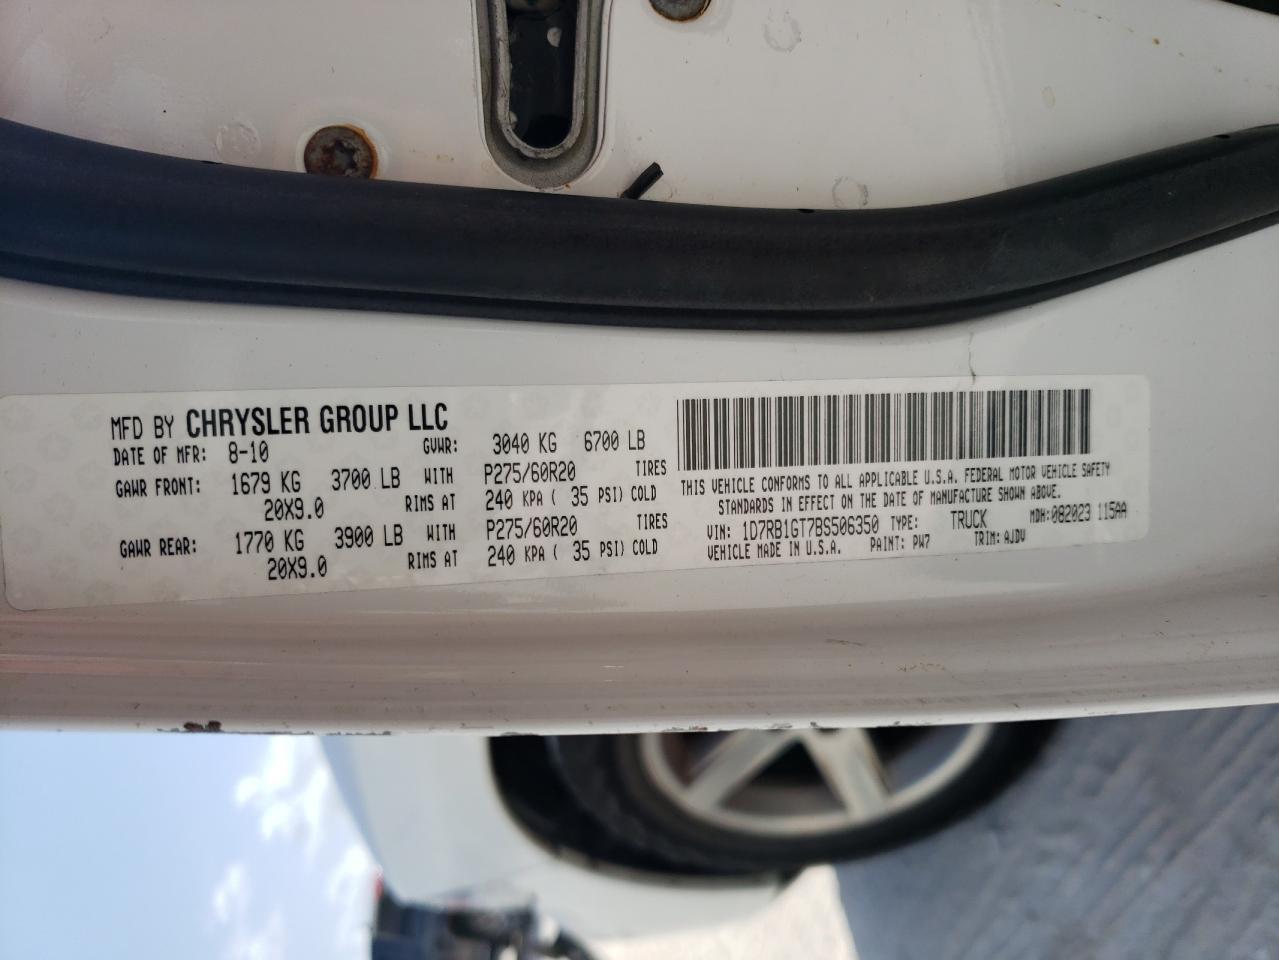 MFD BY CHRYSLER GROUP LLC
DATE OF MFR: 8-10 GVWR: 3040 KG 6700 LB
GAWR FRONT: 1679 KG 3700 LB WITH P275/60R20 TIRES
20X9.0 RIMS AT 240 KPA ( 35 PSI) COLD
GAWR REAR: 1770 KG 3900 LB WITH P275/60R20 TIRES
20X9.0 RIMS AT 240 KPA ( 35 PSI) COLD
THIS VEHICLE CONFORMS TO ALL APPLICABLE U.S.A. FEDERAL MOTOR VEHICLE SAFETY
STANDARDS IN EFFECT ON THE DATE OF MANUFACTURE SHOWN ABOVE.
VIN: 1D7RB1GT7BS506350 TYPE: TRUCK MDH:082023 115AA
VEHICLE MADE IN U.S.A. PAINT: PW7 TRIM: AJDV